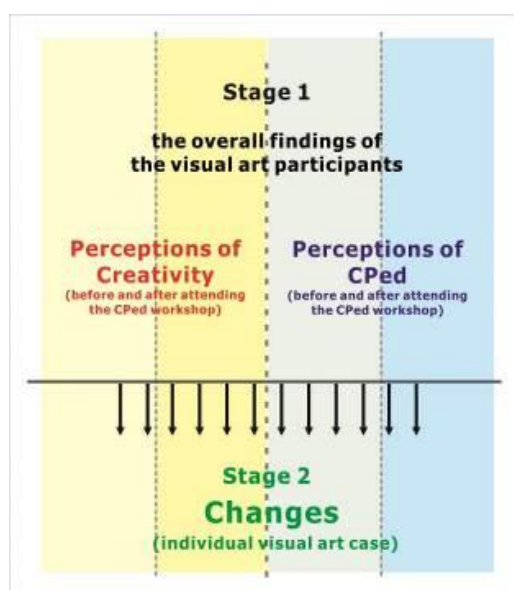 Stage 1
the overall findings of
the visual art participants
Perceptions of
Creativity
(before and after attending
the CPed workshop)
Perceptions of
CPed
(before and after attending
the CPed workshop)
Stage 2
Changes
(individual visual art case)